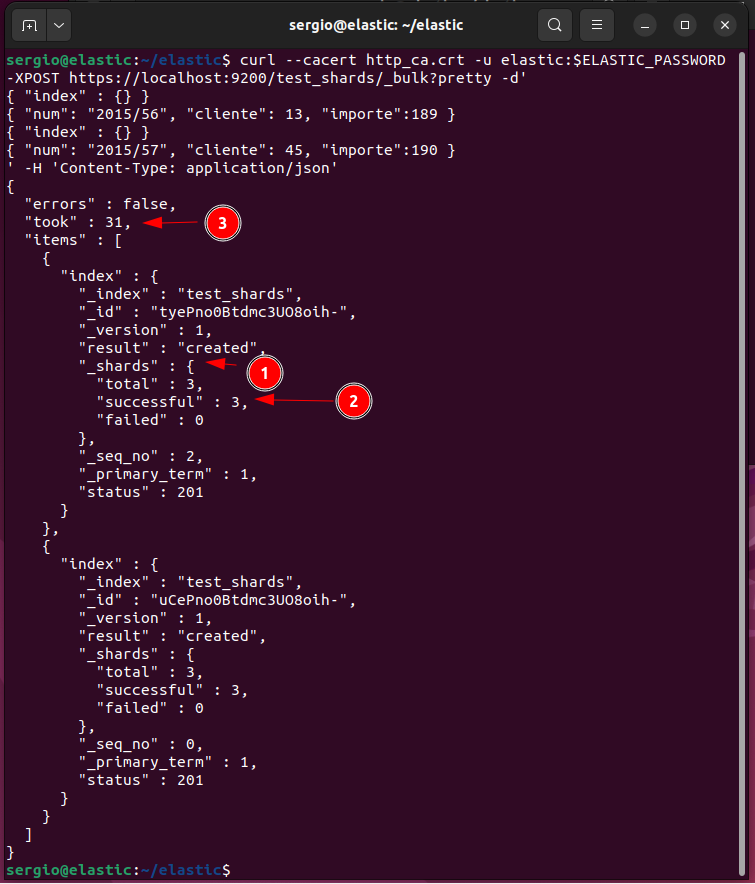 sergio@elastic: ~/elastic
sergio@elastic:~/elastic$ curl --cacert http_ca.crt -u elastic:$ELASTIC_PASSWORD
-XPOST https://localhost:9200/test_shards/_bulk?pretty -d'
{ "index" : {} }
{ "num": "2015/56", "cliente": 13, "importe":189 }
{ "index" : {} }
{ "num": "2015/57", "cliente": 45, "importe":190 }
' -H 'Content-Type: application/json'
{
  "errors" : false,
  "took" : 31,
3
  "items" : [
    {
      "index" : {
        "_index" : "test_shards",
        "_id" : "tyePno0Btdmc3UO8oih-",
        "_version" : 1,
        "result" : "created",
        "_shards" : {
1
          "total" : 3,
          "successful" : 3,
2
          "failed" : 0
        },
        "_seq_no" : 2,
        "_primary_term" : 1,
        "status" : 201
      }
    },
    {
      "index" : {
        "_index" : "test_shards",
        "_id" : "uCePno0Btdmc3UO8oih-",
        "_version" : 1,
        "result" : "created",
        "_shards" : {
          "total" : 3,
          "successful" : 3,
          "failed" : 0
        },
        "_seq_no" : 0,
        "_primary_term" : 1,
        "status" : 201
      }
    }
  ]
}
sergio@elastic:~/elastic$